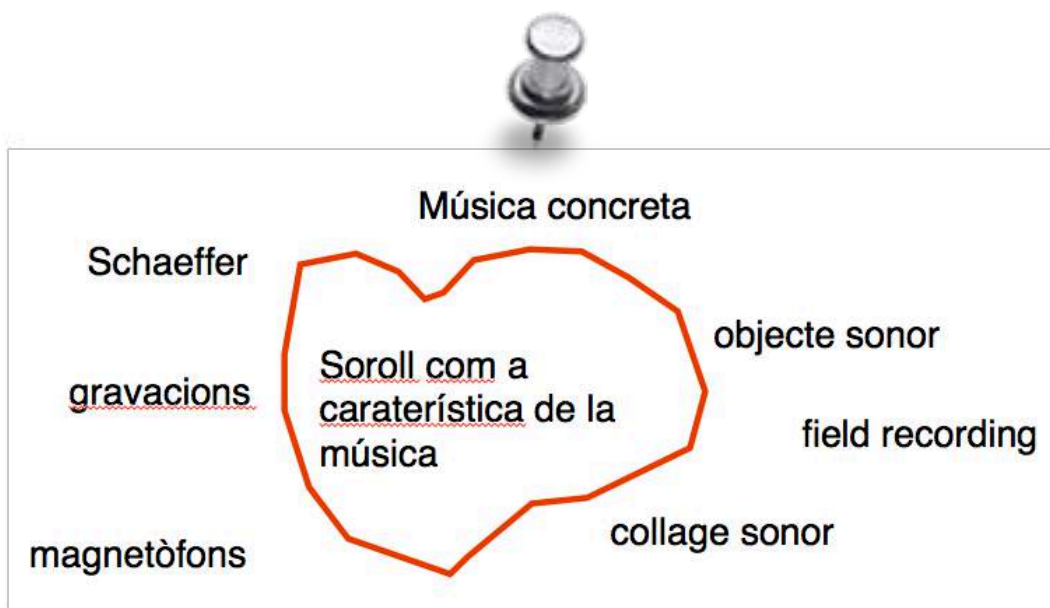 Música concreta
Schaeffer
objecte sonor
Soroll com a
caraterística de la
música
gravacions
field recording
collage sonor
magnetòfons